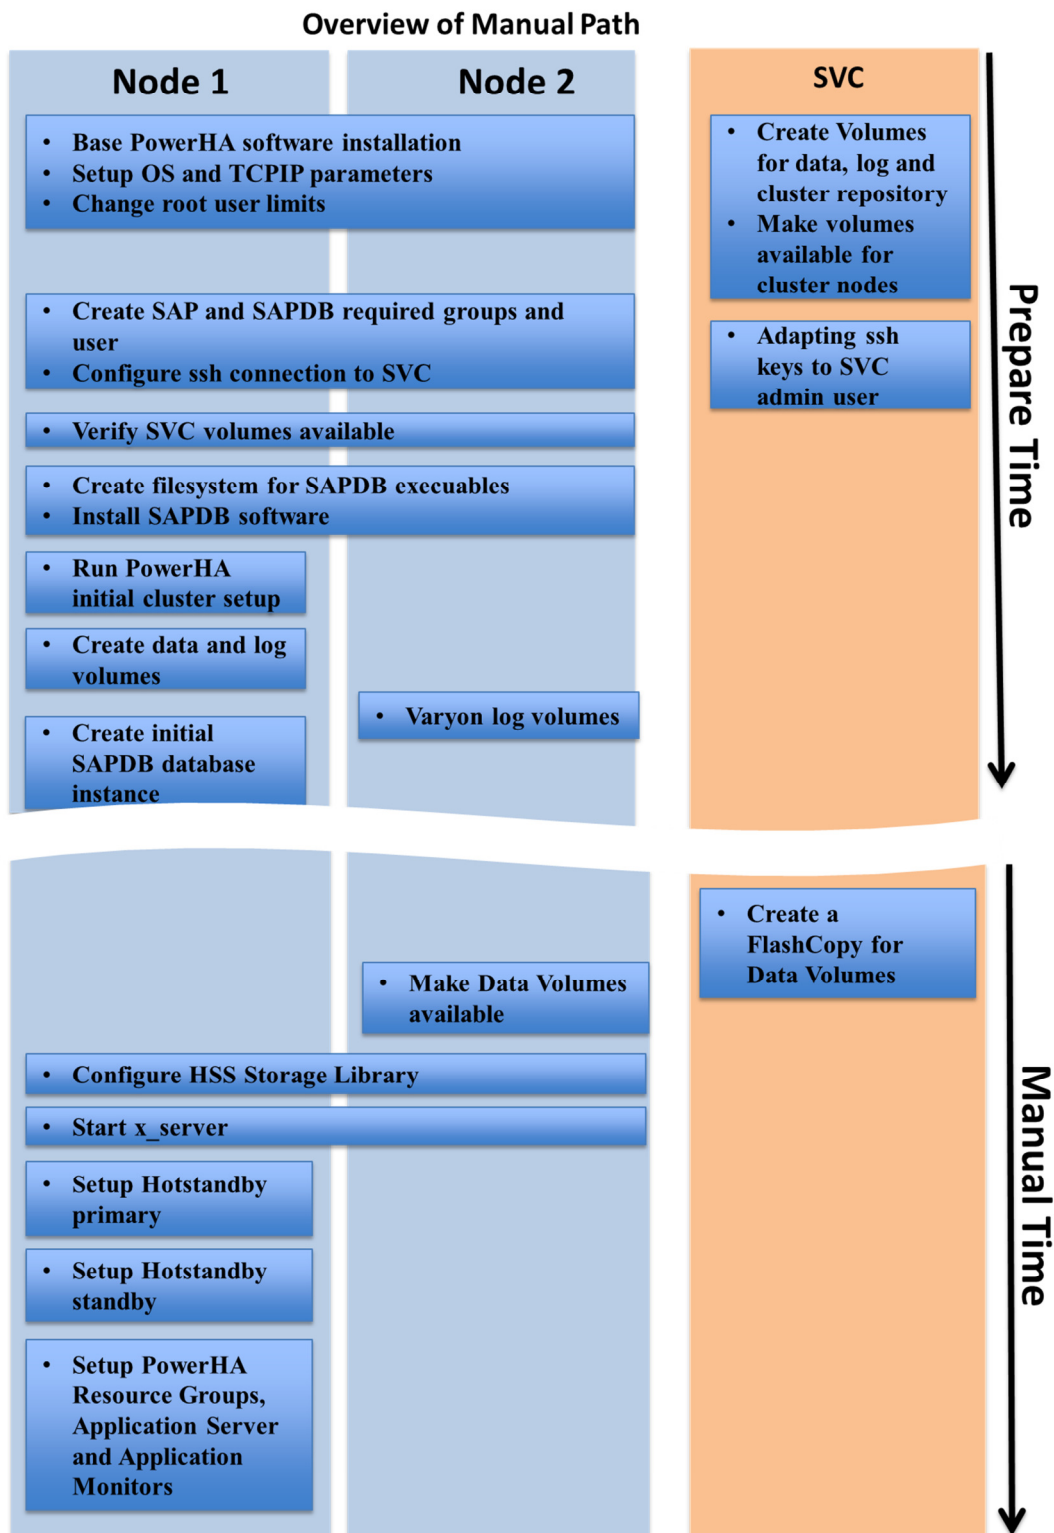 Overview of Manual Path
Node 1
Node 2
SVC
• Base PowerHA software installation
• Setup OS and TCPIP parameters
• Change root user limits
• Create Volumes
for data, log and
cluster repository
• Make volumes
available for
cluster nodes
• Create SAP and SAPDB required groups and
user
• Configure ssh connection to SVC
• Adapting ssh
keys to SVC
admin user
• Verify SVC volumes available
• Create filesystem for SAPDB execuables
• Install SAPDB software
• Run PowerHA
initial cluster setup
• Create data and log
volumes
• Varyon log volumes
• Create initial
SAPDB database
instance
Prepare Time
• Create a
FlashCopy for
Data Volumes
• Make Data Volumes
available
• Configure HSS Storage Library
• Start x_server
• Setup Hotstandby
primary
• Setup Hotstandby
standby
• Setup PowerHA
Resource Groups,
Application Server
and Application
Monitors
Manual Time